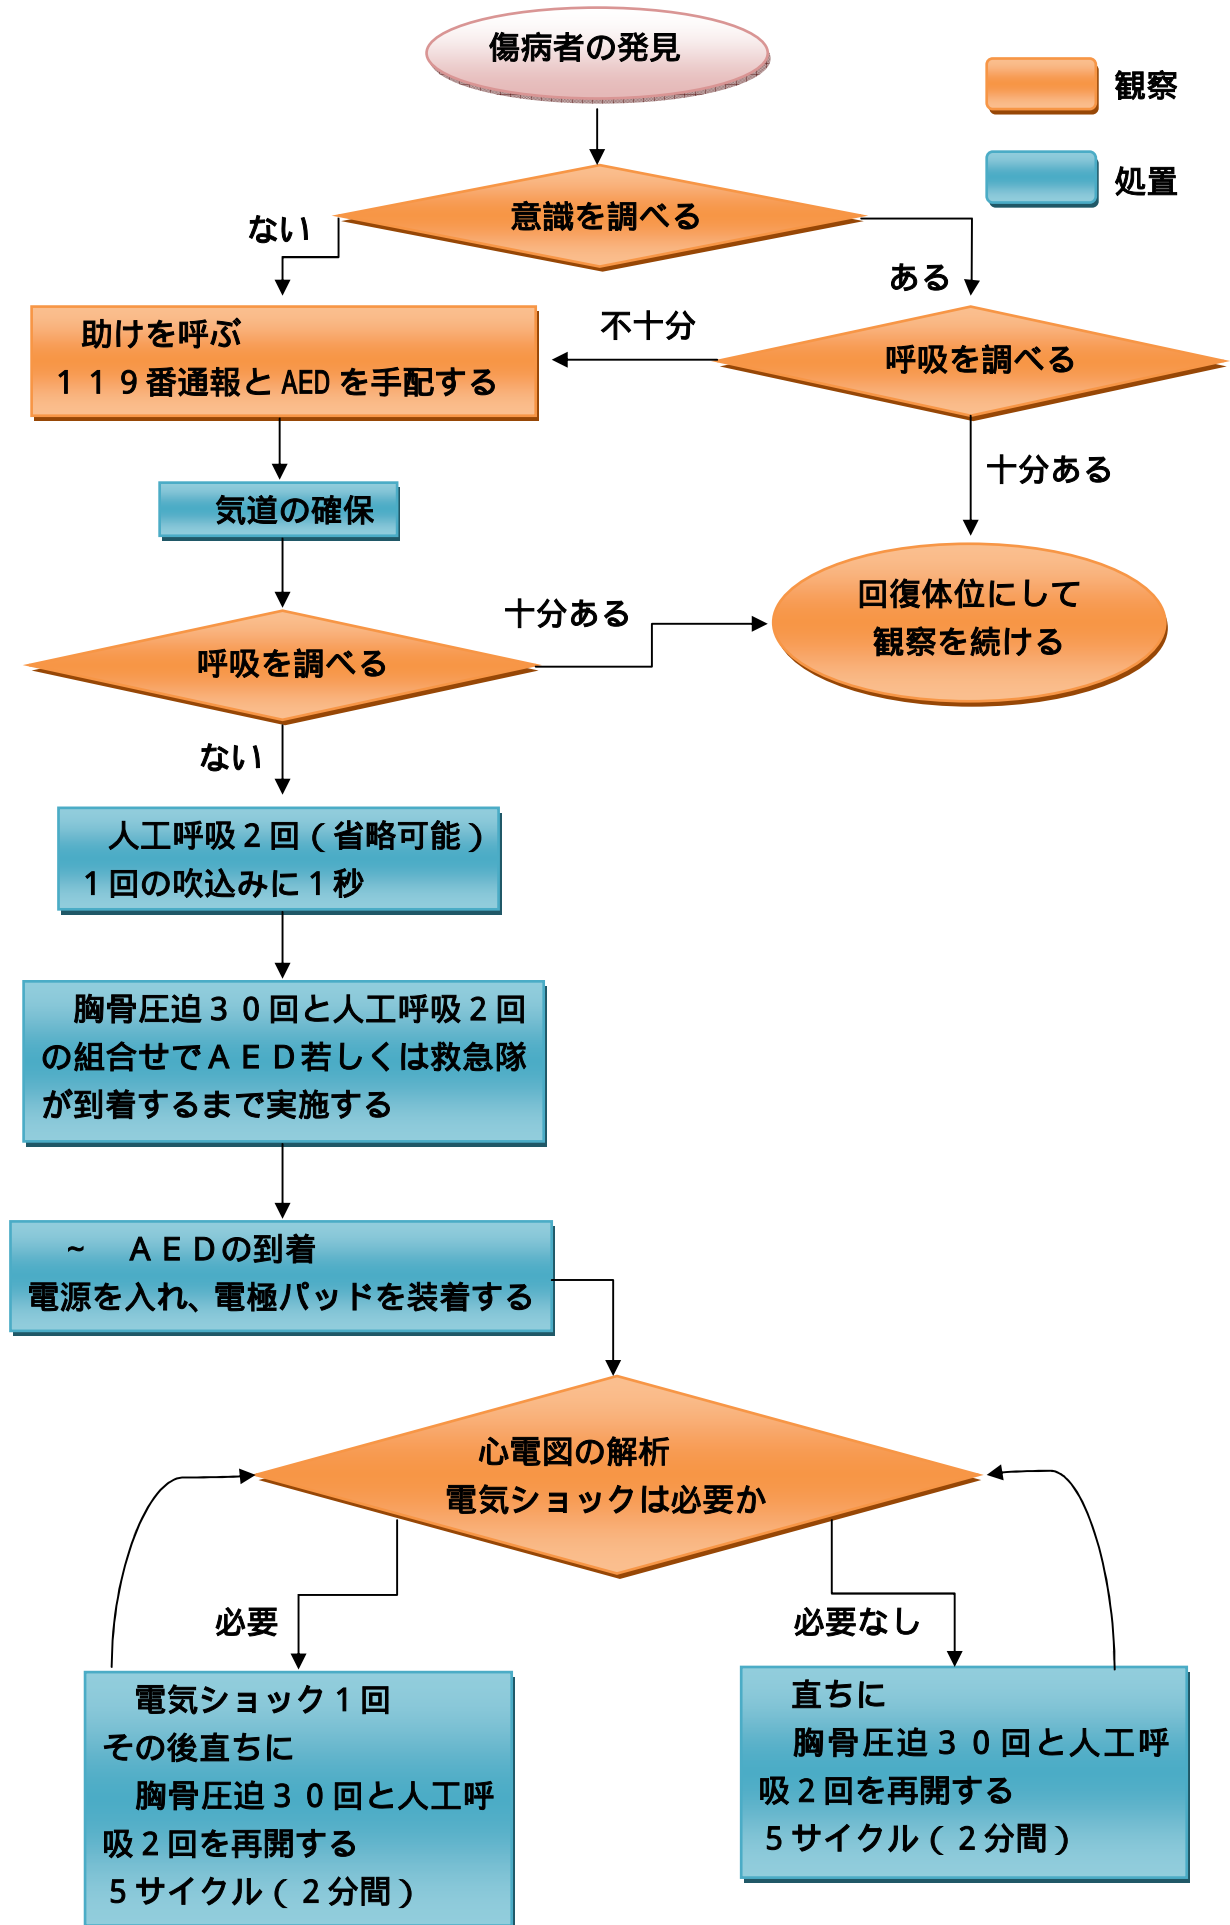 傷病者の発見
観察
処置
意識を調べる
ない
ある
助けを呼ぶ
１１９番通報とAEDを手配する
不十分
呼吸を調べる
十分ある
気道の確保
回復体位にして
観察を続ける
十分ある
呼吸を調べる
ない
人工呼吸２回（省略可能）
１回の吹込みに１秒
胸骨圧迫３０回と人工呼吸２回
の組合せでＡＥＤ若しくは救急隊
が到着するまで実施する
~　ＡＥＤの到着
電源を入れ、電極パッドを装着する
心電図の解析
電気ショックは必要か
必要
必要なし
電気ショック１回
その後直ちに
胸骨圧迫３０回と人工呼
吸２回を再開する
５サイクル（２分間）
直ちに
胸骨圧迫３０回と人工呼
吸２回を再開する
５サイクル（２分間）